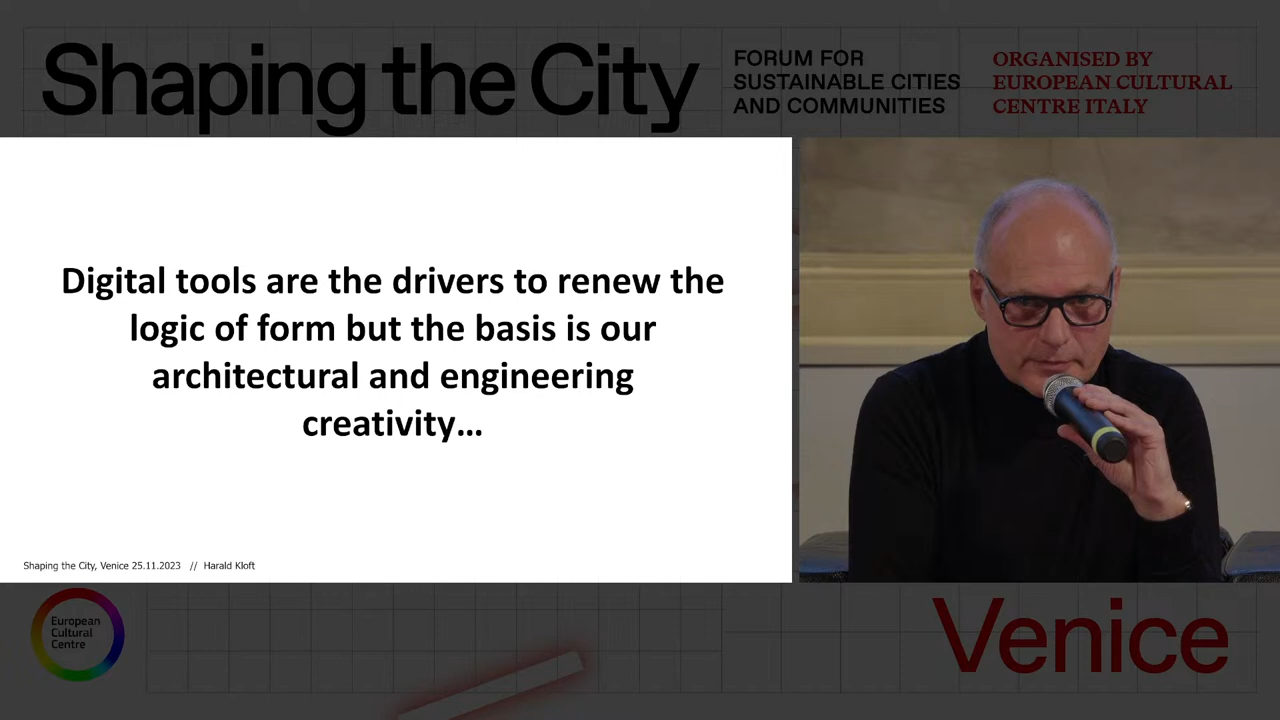 Shaping the City
FORUM FOR
SUSTAINABLE CITIES
AND COMMUNITIES
ORGANISED BY
EUROPEAN CULTURAL
CENTRE ITALY
Digital tools are the drivers to renew the
logic of form but the basis is our
architectural and engineering
creativity…
Shaping the City, Venice 25.11.2023 // Harald Kloft
European
Cultural
Centre
Venice